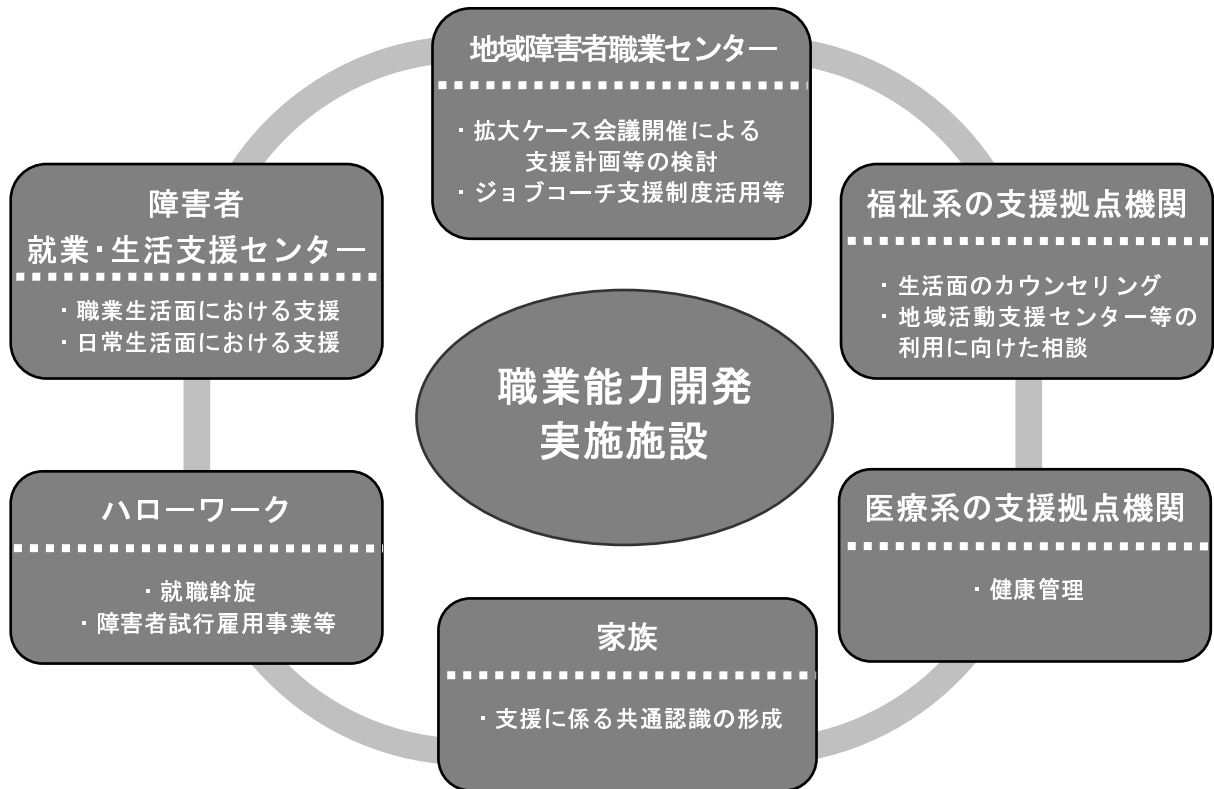 地域障害者職業センター
・拡大ケース会議開催による
支援計画等の検討
・ジョブコーチ支援制度活用等
障害者
就業・生活支援センター
・職業生活面における支援
・日常生活面における支援
福祉系の支援拠点機関
・生活面のカウンセリング
・地域活動支援センター等の
利用に向けた相談
職業能力開発
実施施設
ハローワーク
・就職斡旋
・障害者試行雇用事業等
医療系の支援拠点機関
・健康管理
家族
・支援に係る共通認識の形成